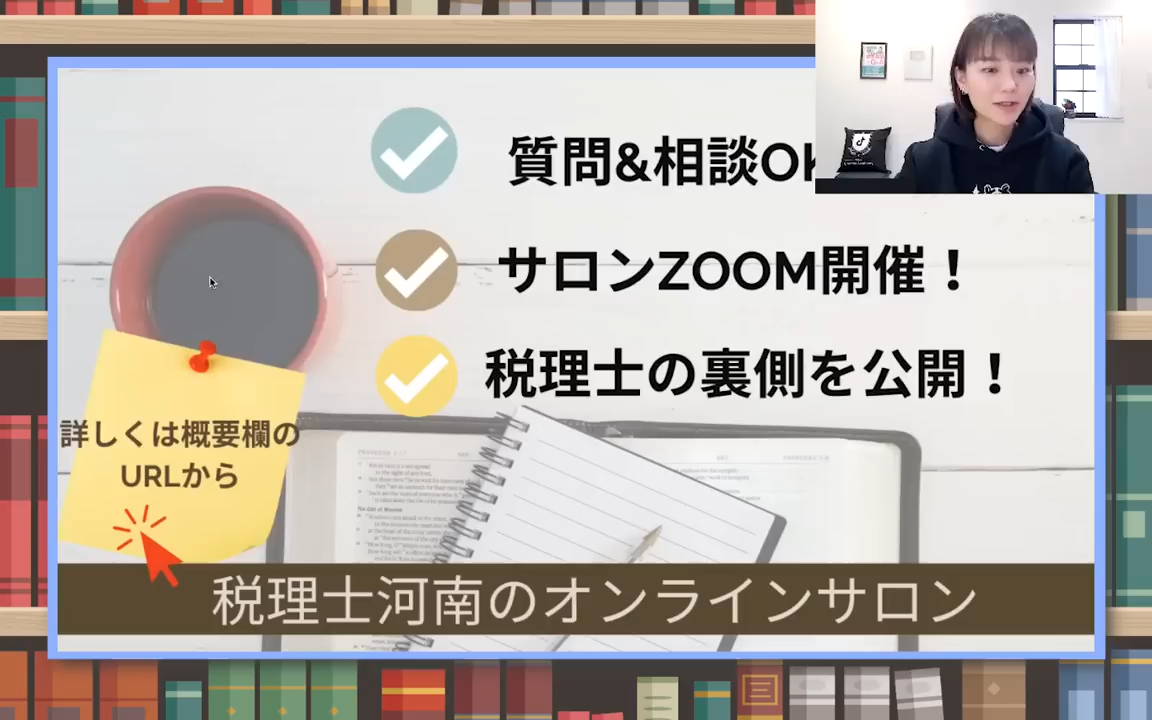 質問&相談OK
サロンZOOM開催！
税理士の裏側を公開！
詳しくは概要欄の
URLから
税理士河南のオンラインサロン